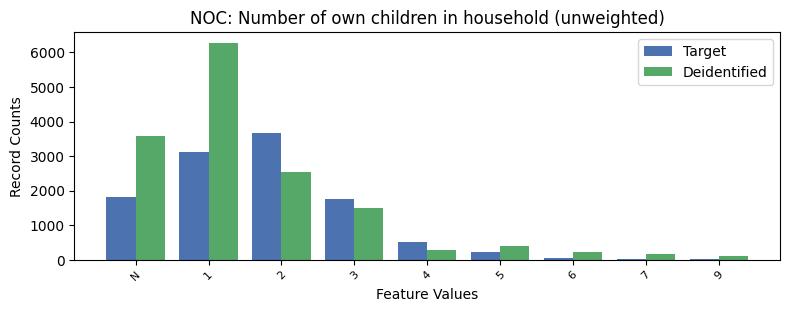 NOC: Number of own children in household (unweighted)
Target
Deidentified
Record Counts
6000
5000
4000
3000
2000
1000
0
N 1 2 3 4 5 6 7 9
Feature Values